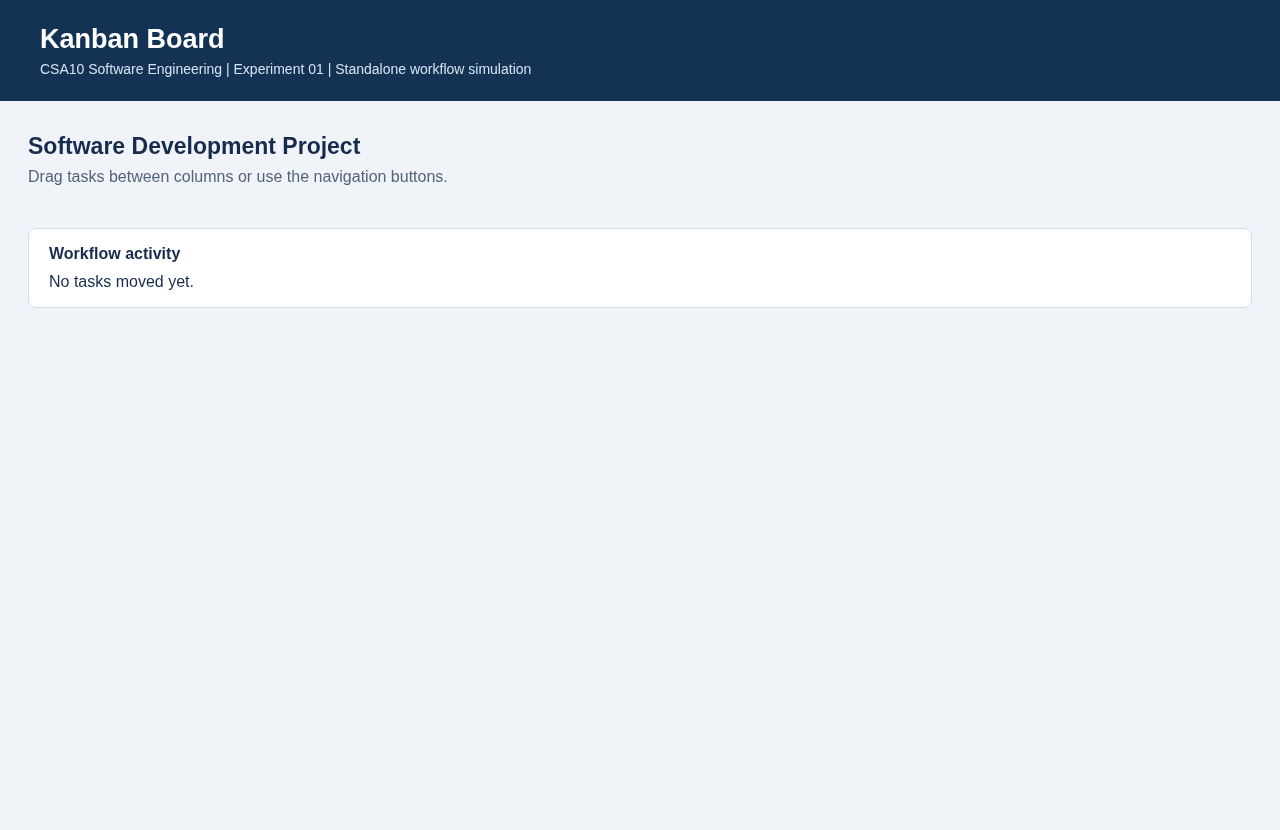 Kanban Board
CSA10 Software Engineering | Experiment 01 | Standalone workflow simulation
Software Development Project
Drag tasks between columns or use the navigation buttons.
Workflow activity
No tasks moved yet.